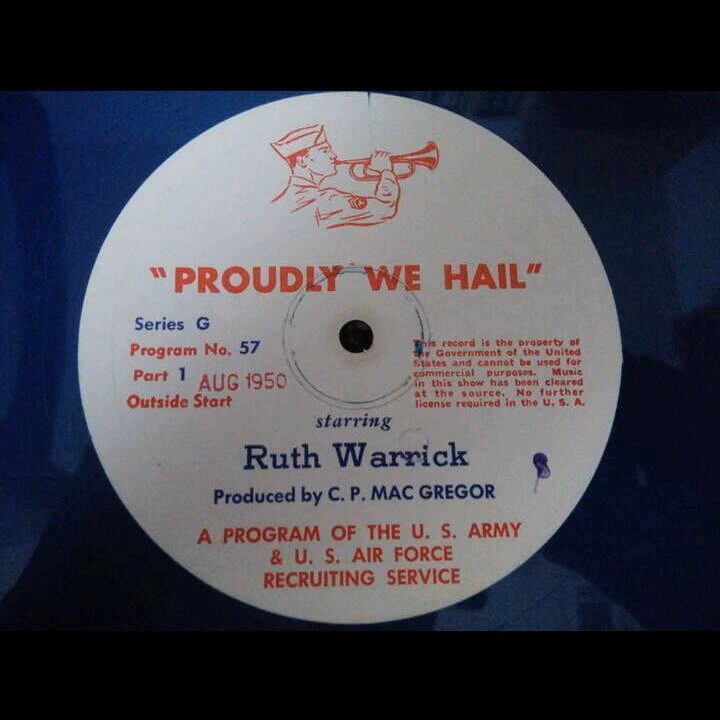 "PROUDLY WE HAIL"
Series G
Program No. 57
Part 1 AUG 1950
Outside Start
This record is the property of
the Government of the United
States and cannot be used for
commercial purposes. Music
in this show has been cleared
at the source. No further
license required in the U. S. A.
starring
Ruth Warrick
Produced by C. P. MAC GREGOR
A PROGRAM OF THE U. S. ARMY
& U. S. AIR FORCE
RECRUITING SERVICE